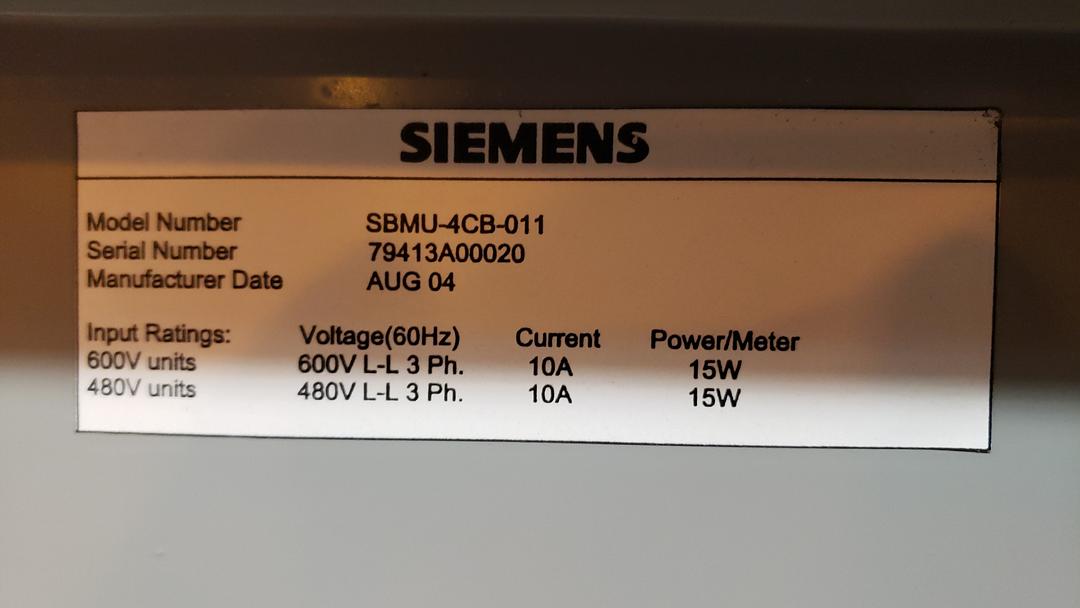 SIEMENS
Model Number SBMU-4CB-011
Serial Number 79413A00020
Manufacturer Date AUG 04
Input Ratings: Voltage(60Hz) Current Power/Meter
600V units 600V L-L 3 Ph. 10A 15W
480V units 480V L-L 3 Ph. 10A 15W